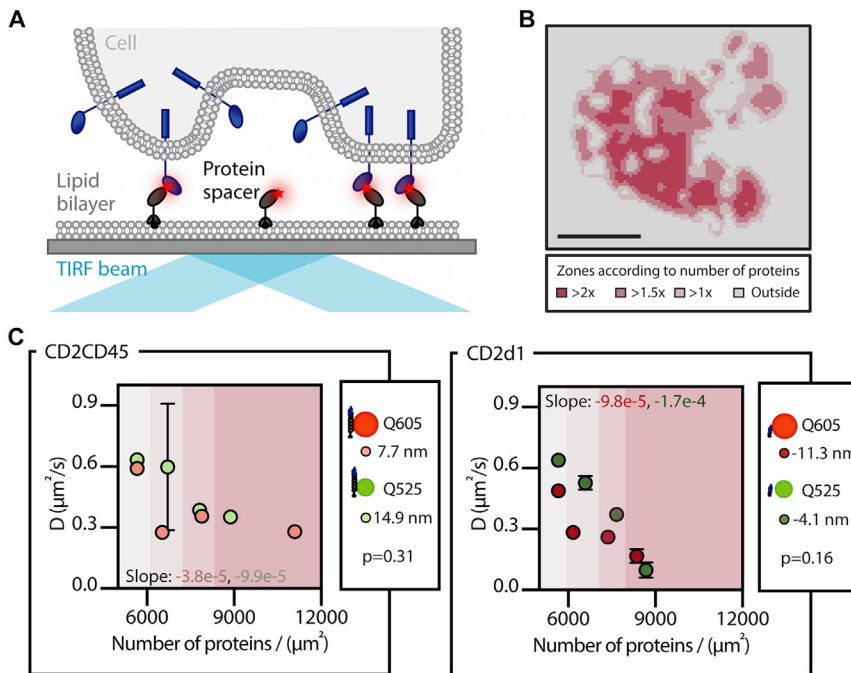 A
Cell
Lipid
bilayer
Protein
spacer
TIRF beam
B
Zones according to number of proteins
>2x >1.5x >1x Outside
C
CD2CD45
D (µm²/s)
0.9
0.6
0.3
0.0
Slope: -3.8e-5, -9.9e-5
6000 9000 12000
Number of proteins / (µm²)
Q605
7.7 nm
Q525
14.9 nm
p=0.31
CD2d1
D (µm²/s)
0.9
0.6
0.3
0.0
Slope: -9.8e-5, -1.7e-4
6000 9000 12000
Number of proteins / (µm²)
Q605
-11.3 nm
Q525
-4.1 nm
p=0.16